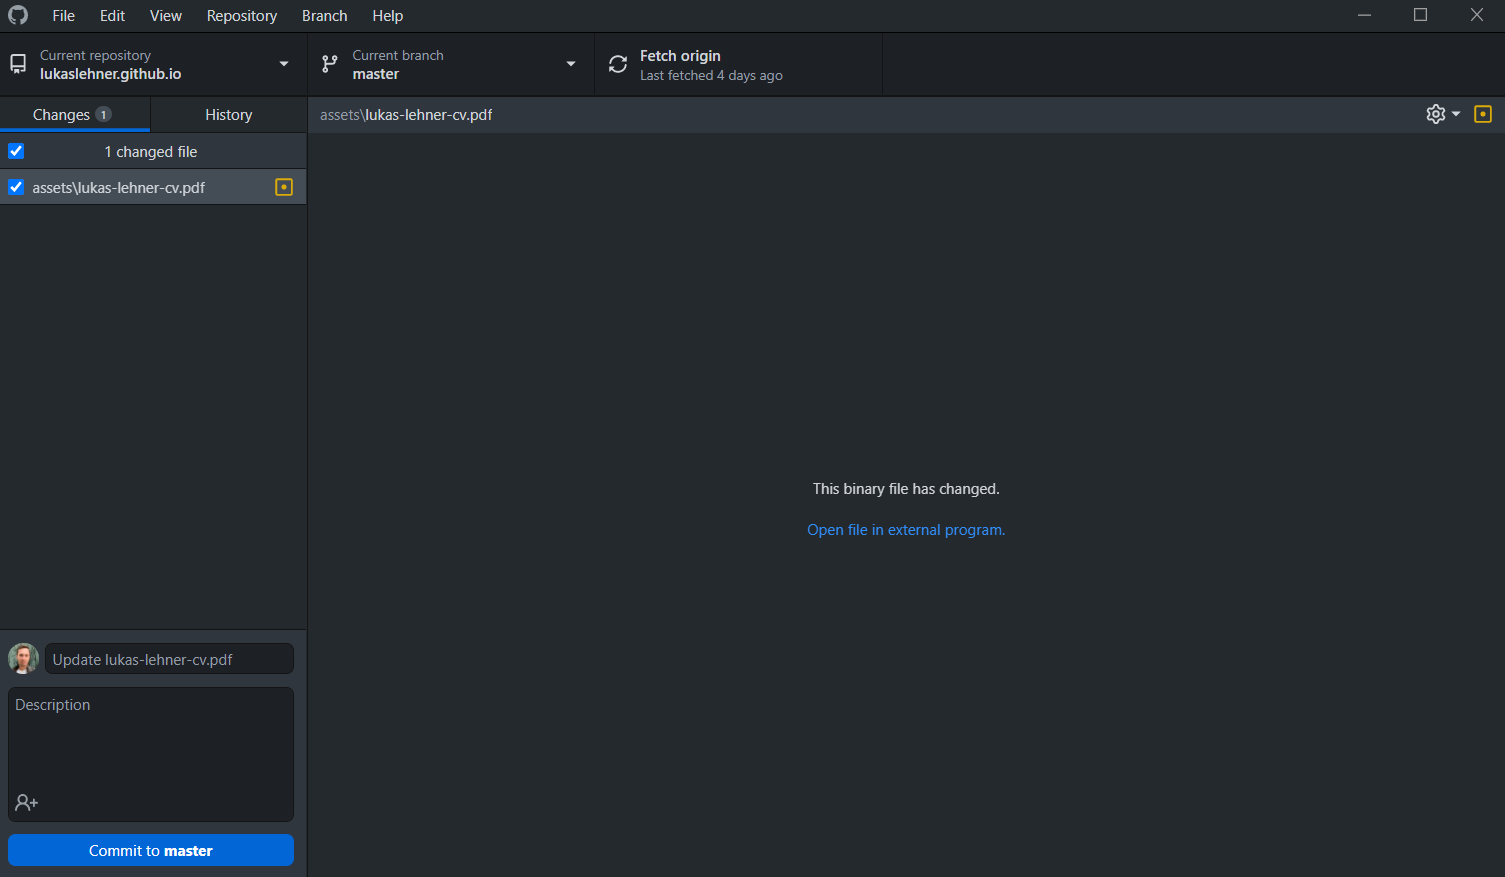 File Edit View Repository Branch Help
Current repository
lukaslehner.github.io
Current branch
master
Fetch origin
Last fetched 4 days ago
Changes 1
History
assets\lukas-lehner-cv.pdf
1 changed file
assets\lukas-lehner-cv.pdf
This binary file has changed.
Open file in external program.
Update lukas-lehner-cv.pdf
Description
Commit to master